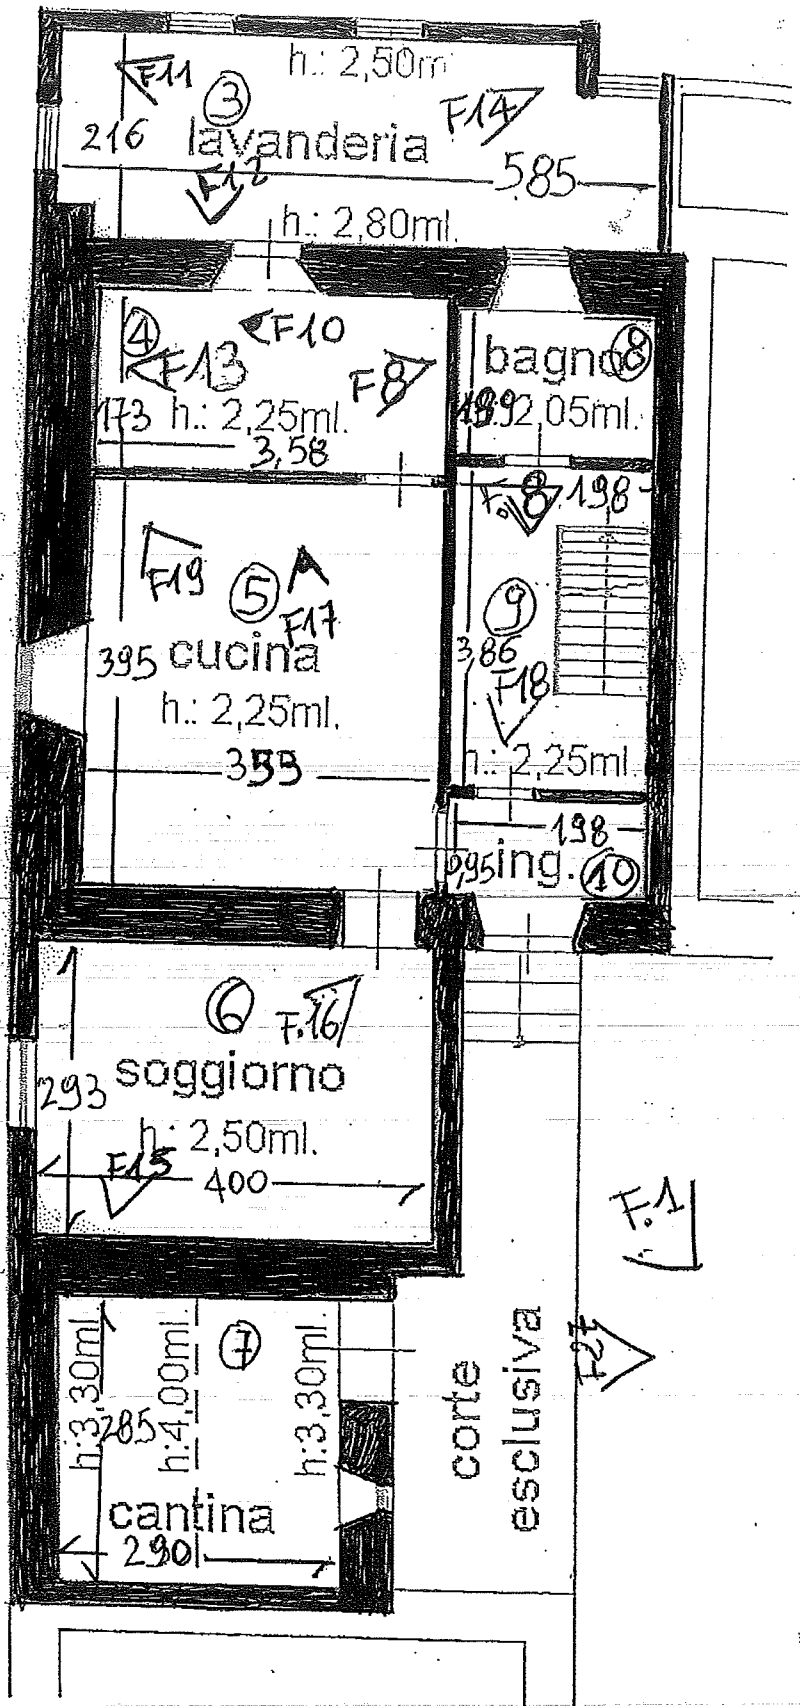 h.: 2,50m
F11
3
F14
216
lavanderia
F12
585
h.: 2,80ml.
4
F10
F13
F8
bagno
8
173
h.: 2,25ml.
2,05ml.
3,58
F.8
198
F19
5
F17
9
395
cucina
3,86
F18
h.: 2,25ml.
h.: 2,25ml.
355
198
0,95
ing.
10
6
F.16
soggiorno
293
h.: 2,50ml.
F15
400
F.1
7
h:3,30ml.
h:4,00ml.
h:3,30ml.
285
corte
esclusiva
cantina
290